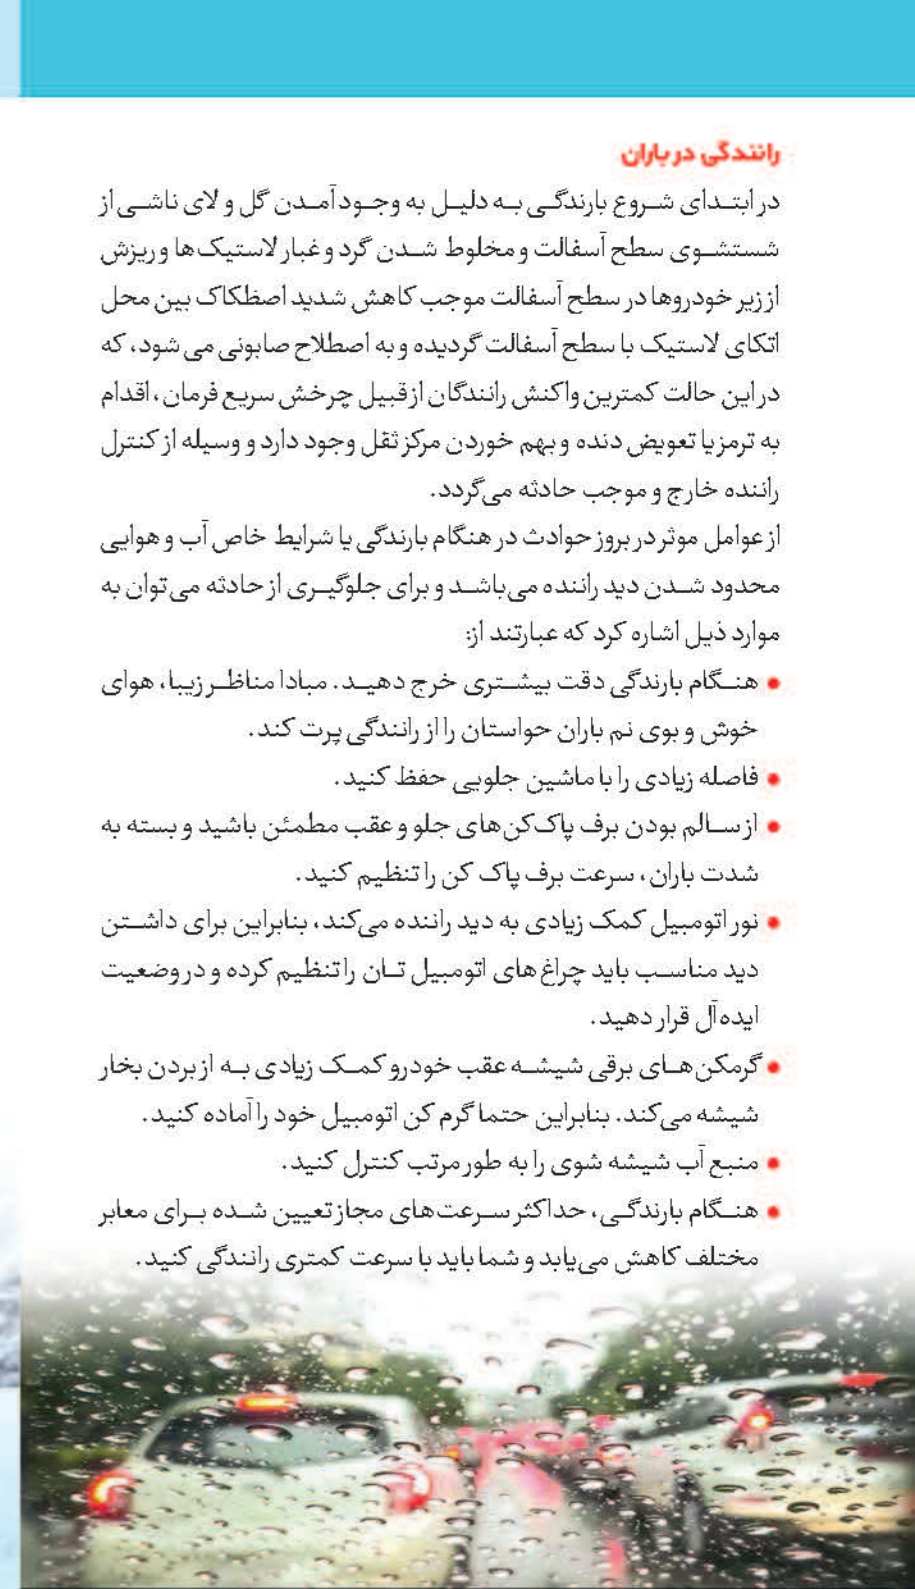 رانندگی در باران
در ابتدای شروع بارندگی به دلیل به وجود آمدن گل و لای ناشی از
شستشوی سطح آسفالت و مخلوط شدن گرد و غبار لاستیک‌ها و ریزش
از زیر خودروها در سطح آسفالت موجب کاهش شدید اصظکاک بین محل
اتکای لاستیک با سطح آسفالت گردیده و به اصطلاح صابونی می شود، که
در این حالت کمترین واکنش رانندگان از قبیل چرخش سریع فرمان، اقدام
به ترمز یا تعویض دنده و بهم خوردن مرکز ثقل وجود دارد و وسیله از کنترل
راننده خارج و موجب حادثه می‌گردد.
از عوامل موثر در بروز حوادث در هنگام بارندگی یا شرایط خاص آب و هوایی
محدود شدن دید راننده می‌باشد و برای جلوگیری از حادثه می‌توان به
موارد ذیل اشاره کرد که عبارتند از:
• هنگام بارندگی دقت بیشتری خرج دهید. مبادا مناظر زیبا، هوای
خوش و بوی نم باران حواستان را از رانندگی پرت کند.
• فاصله زیادی را با ماشین جلویی حفظ کنید.
• از سالم بودن برف پاک‌کن‌های جلو و عقب مطمئن باشید و بسته به
شدت باران، سرعت برف پاک کن را تنظیم کنید.
• نور اتومبیل کمک زیادی به دید راننده می‌کند، بنابراین برای داشتن
دید مناسب باید چراغ‌های اتومبیل تان را تنظیم کرده و در وضعیت
ایده‌آل قرار دهید.
• گرمکن‌های برقی شیشه عقب خودرو کمک زیادی به از بردن بخار
شیشه می‌کند. بنابراین حتما گرم کن اتومبیل خود را آماده کنید.
• منبع آب شیشه شوی را به طور مرتب کنترل کنید.
• هنگام بارندگی، حداکثر سرعت‌های مجاز تعیین شده برای معابر
مختلف کاهش می‌یابد و شما باید با سرعت کمتری رانندگی کنید.